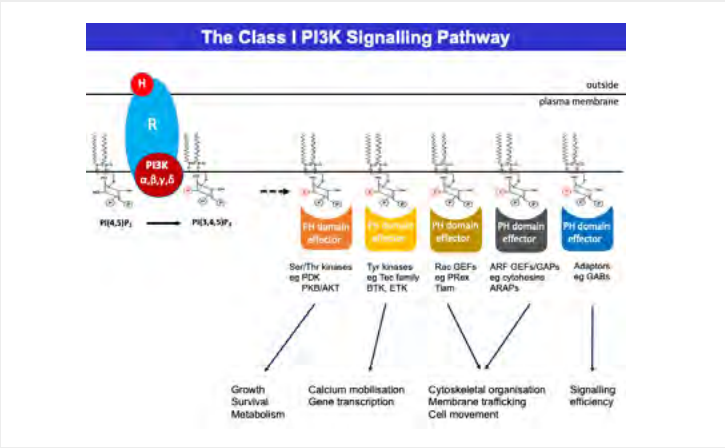 The Class I PI3K Signalling Pathway
H
outside
plasma membrane
R
PI3K
α,β,γ,δ
PI(4,5)P₂
PI(3,4,5)P₃
PH domain
effector
PH domain
effector
PH domain
effector
PH domain
effector
PH domain
effector
Ser/Thr kinases
eg PDK
PKB/AKT
Tyr kinases
eg Tec family
BTK, ETK
Rac GEFs
eg PRex
Tiam
ARF GEFs/GAPs
eg cytohesins
ARAPs
Adaptors
eg GABs
Growth
Survival
Metabolism
Calcium mobilisation
Gene transcription
Cytoskeletal organisation
Membrane trafficking
Cell movement
Signalling
efficiency